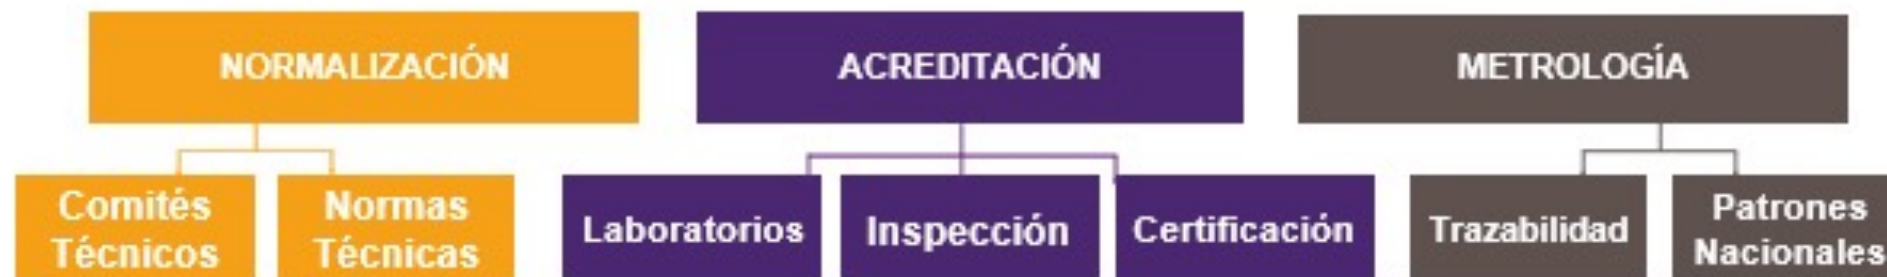 NORMALIZACIÓN
Comités
Técnicos
Normas
Técnicas
ACREDITACIÓN
Laboratorios
Inspección
Certificación
METROLOGÍA
Trazabilidad
Patrones
Nacionales